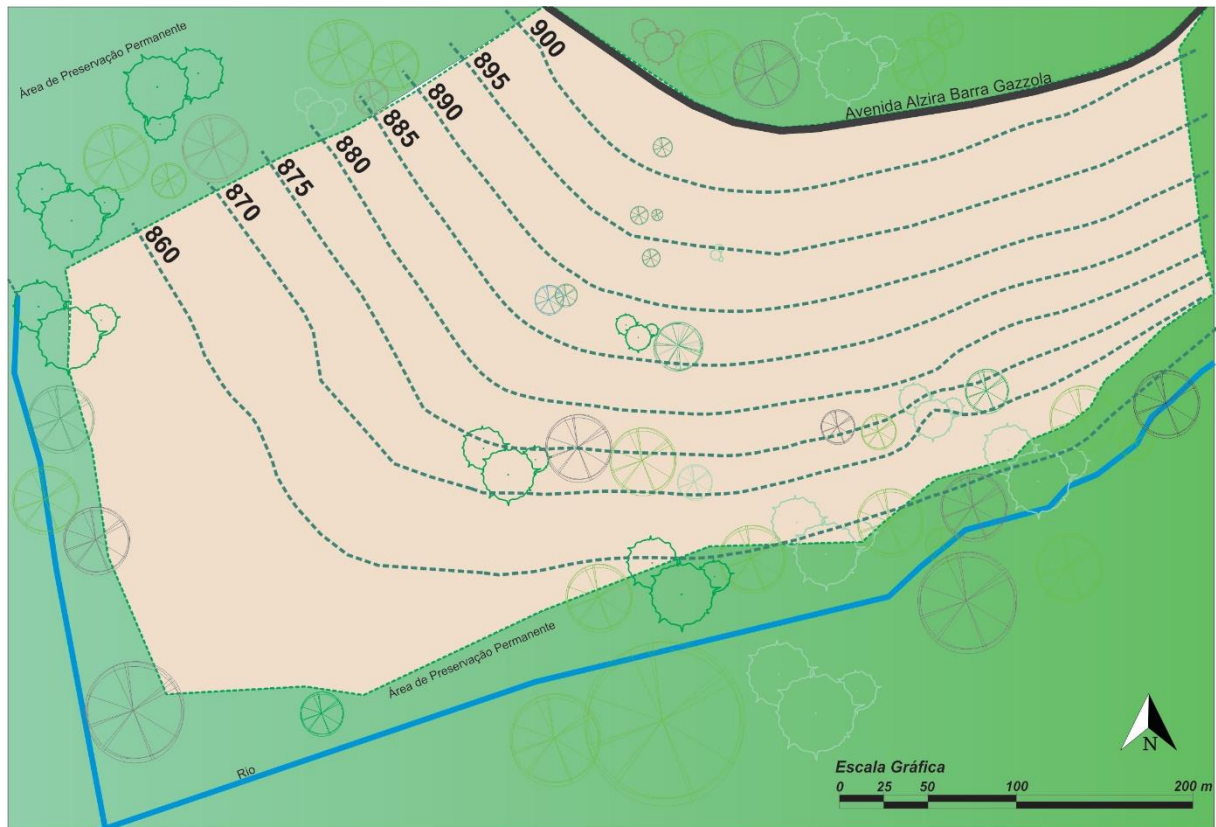 Área de Preservação Permanente
900
895
890
885
880
875
870
860
Avenida Alzira Barra Gazzola
Área de Preservação Permanente
Rio
N
Escala Gráfica
0 25 50 100 200 m